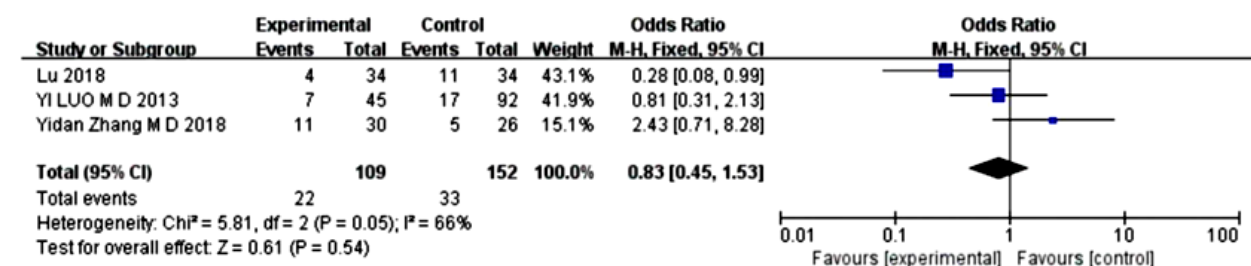 Experimental Control Odds Ratio Odds Ratio
Study or Subgroup Events Total Events Total Weight M-H, Fixed, 95% CI M-H, Fixed, 95% CI
Lu 2018 4 34 11 34 43.1% 0.28 [0.08, 0.99]
YI LUO M D 2013 7 45 17 92 41.9% 0.81 [0.31, 2.13]
Yidan Zhang M D 2018 11 30 5 26 15.1% 2.43 [0.71, 8.28]
Total (95% CI) 109 152 100.0% 0.83 [0.45, 1.53]
Total events 22 33
Heterogeneity: Chi² = 5.81, df = 2 (P = 0.05); I² = 66%
Test for overall effect: Z = 0.61 (P = 0.54)
0.01 0.1 1 10 100
Favours [experimental] Favours [control]